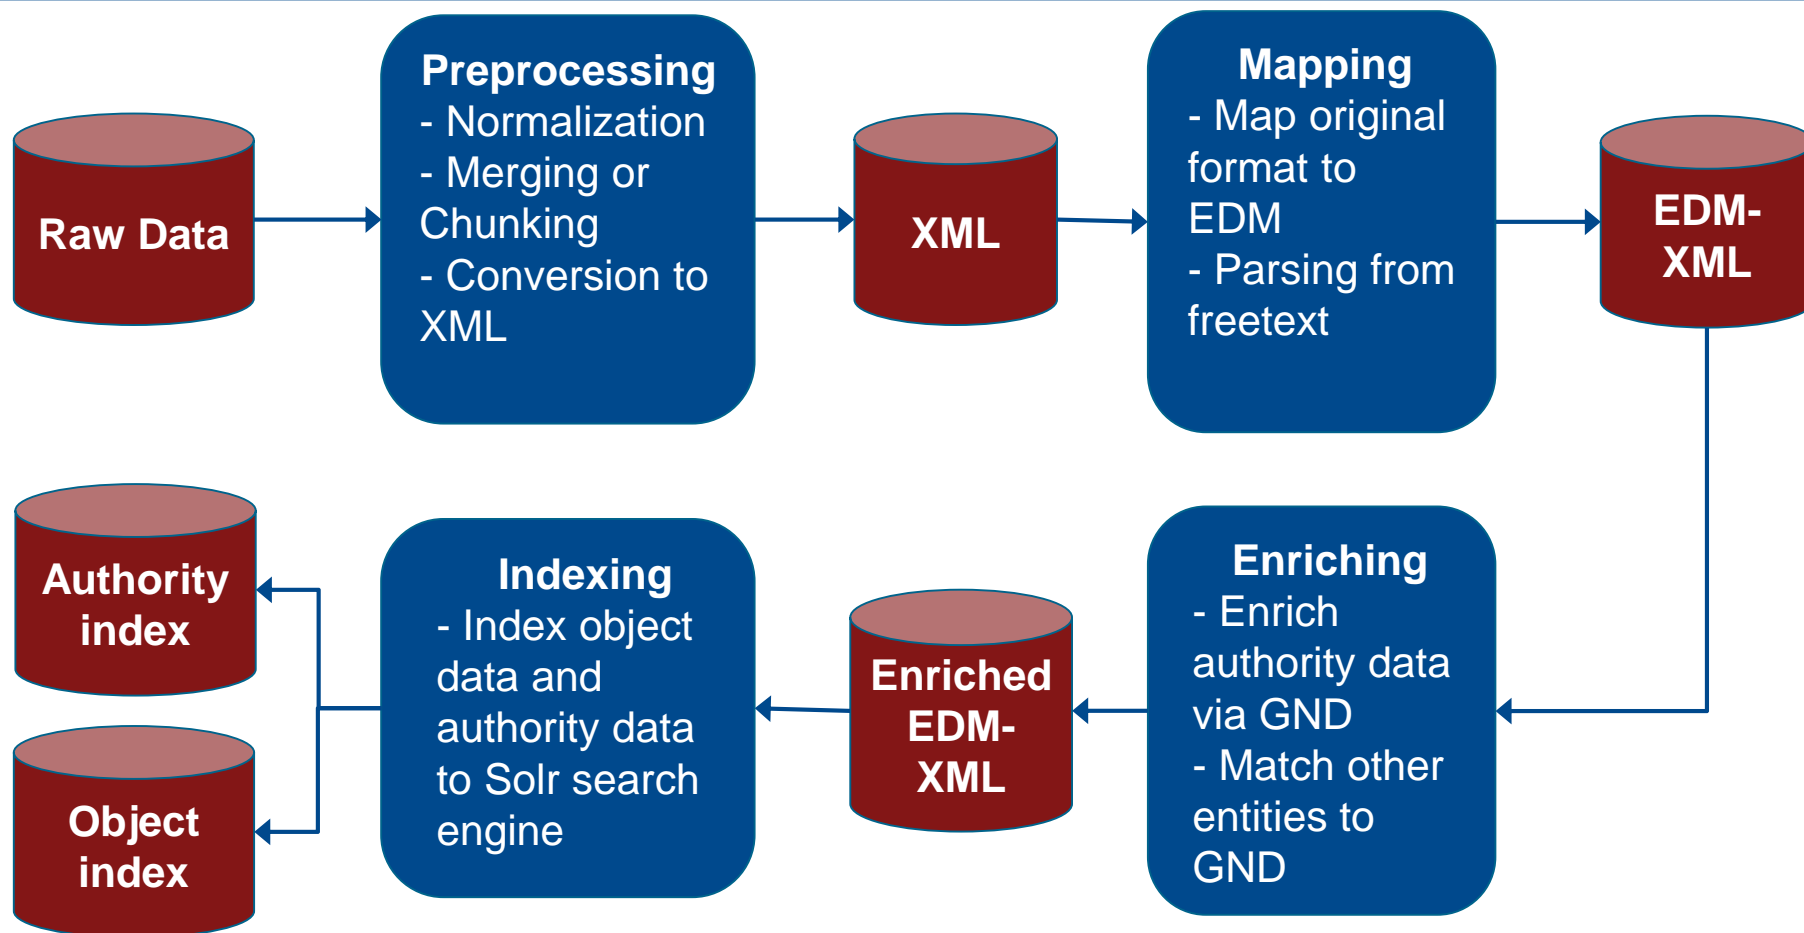 Raw Data
Preprocessing
- Normalization
- Merging or
Chunking
- Conversion to
XML
XML
Mapping
- Map original
format to
EDM
- Parsing from
freetext
EDM-
XML
Enriching
- Enrich
authority data
via GND
- Match other
entities to
GND
Enriched
EDM-
XML
Indexing
- Index object
data and
authority data
to Solr search
engine
Authority
index
Object
index